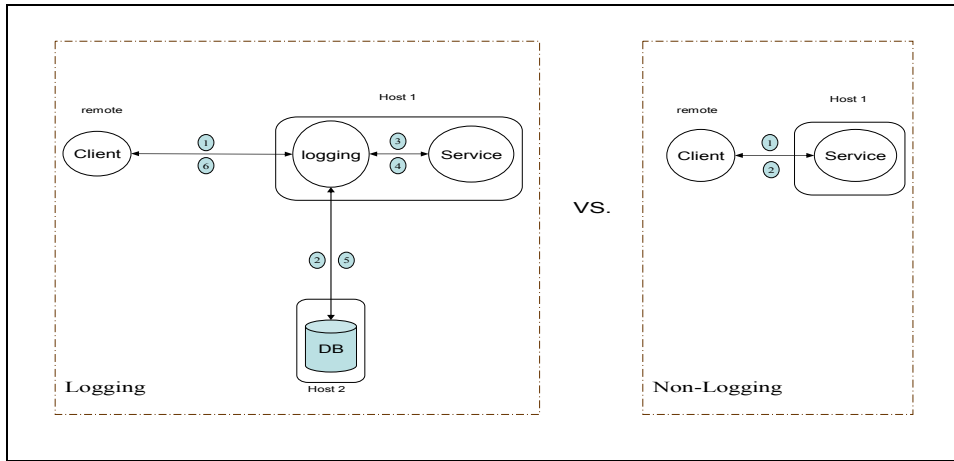 Host 1
remote
Client
1
6
logging
3
4
Service
2
5
DB
Host 2
Logging
VS.
Host 1
remote
Client
1
2
Service
Non-Logging